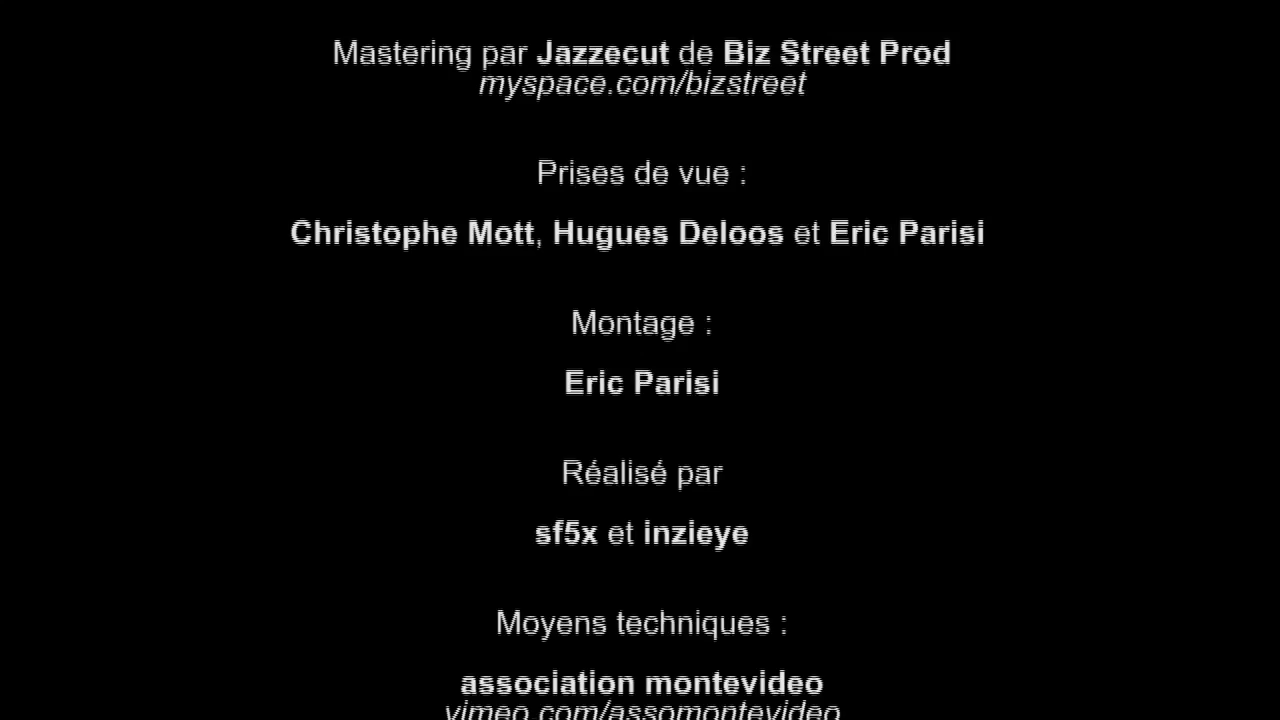 Mastering par Jazzecut de Biz Street Prod
myspace.com/bizstreet
Prises de vue :
Christophe Mott, Hugues Deloos et Eric Parisi
Montage :
Eric Parisi
Réalisé par
sf5x et inzieye
Moyens techniques :
association montevideo
vimeo.com/assomontevideo